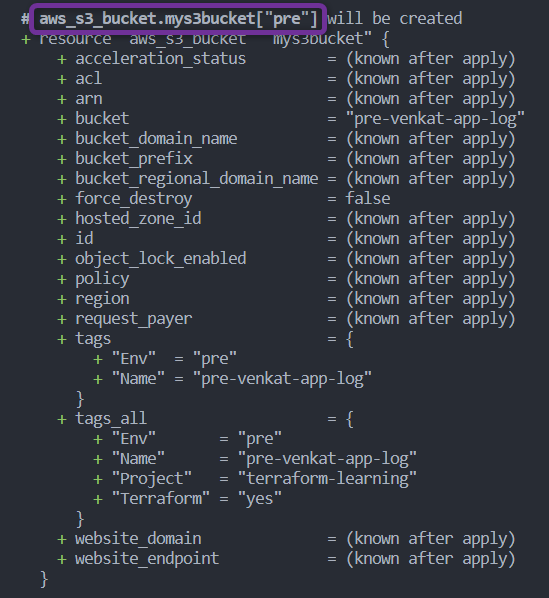 # aws_s3_bucket.mys3bucket["pre"] will be created
+ resource "aws_s3_bucket" "mys3bucket" {
+ acceleration_status = (known after apply)
+ acl = (known after apply)
+ arn = (known after apply)
+ bucket = "pre-venkat-app-log"
+ bucket_domain_name = (known after apply)
+ bucket_prefix = (known after apply)
+ bucket_regional_domain_name = (known after apply)
+ force_destroy = false
+ hosted_zone_id = (known after apply)
+ id = (known after apply)
+ object_lock_enabled = (known after apply)
+ policy = (known after apply)
+ region = (known after apply)
+ request_payer = (known after apply)
+ tags = {
+ "Env" = "pre"
+ "Name" = "pre-venkat-app-log"
}
+ tags_all = {
+ "Env" = "pre"
+ "Name" = "pre-venkat-app-log"
+ "Project" = "terraform-learning"
+ "Terraform" = "yes"
}
+ website_domain = (known after apply)
+ website_endpoint = (known after apply)
}